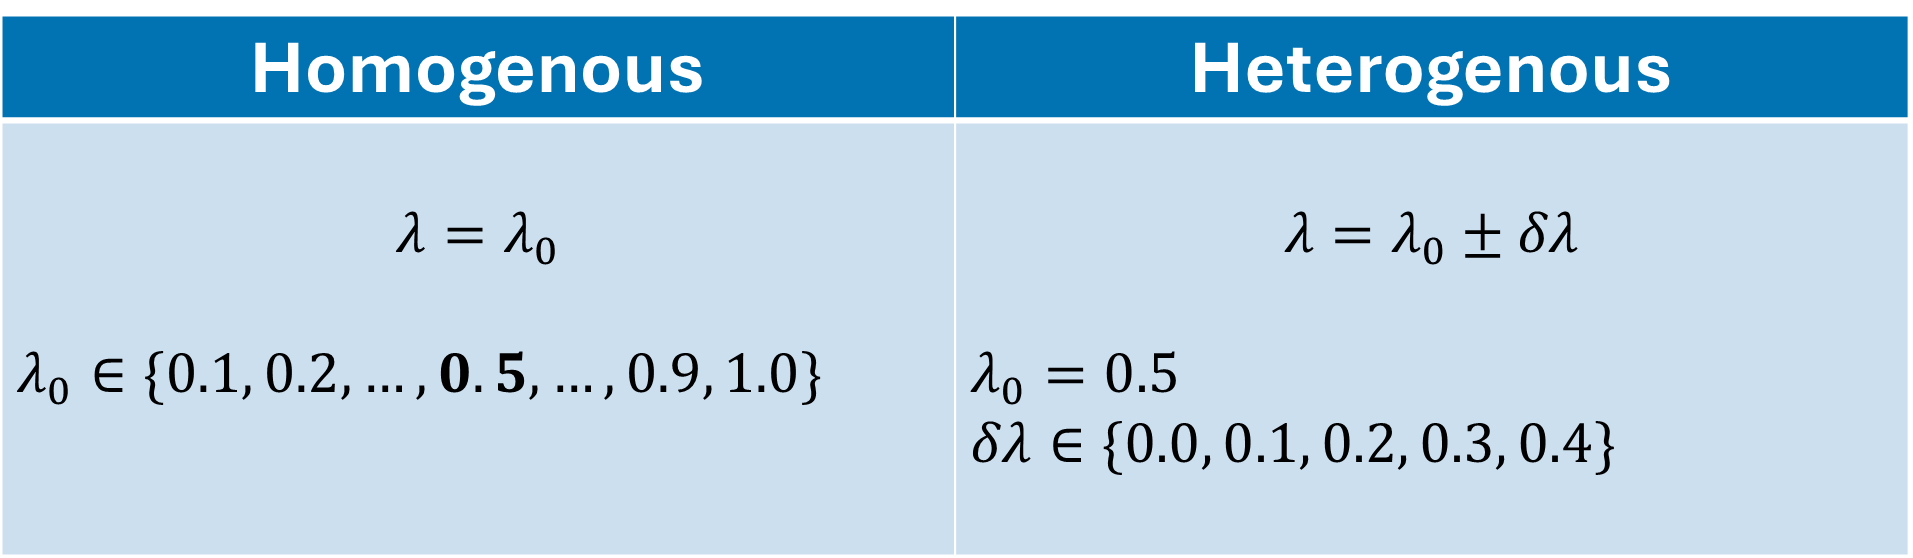 Homogenous
Heterogenous
λ = λ₀
λ = λ₀ ± δλ
λ₀ ∈ {0.1, 0.2, … , 0.5, … , 0.9, 1.0}
λ₀ = 0.5
δλ ∈ {0.0, 0.1, 0.2, 0.3, 0.4}